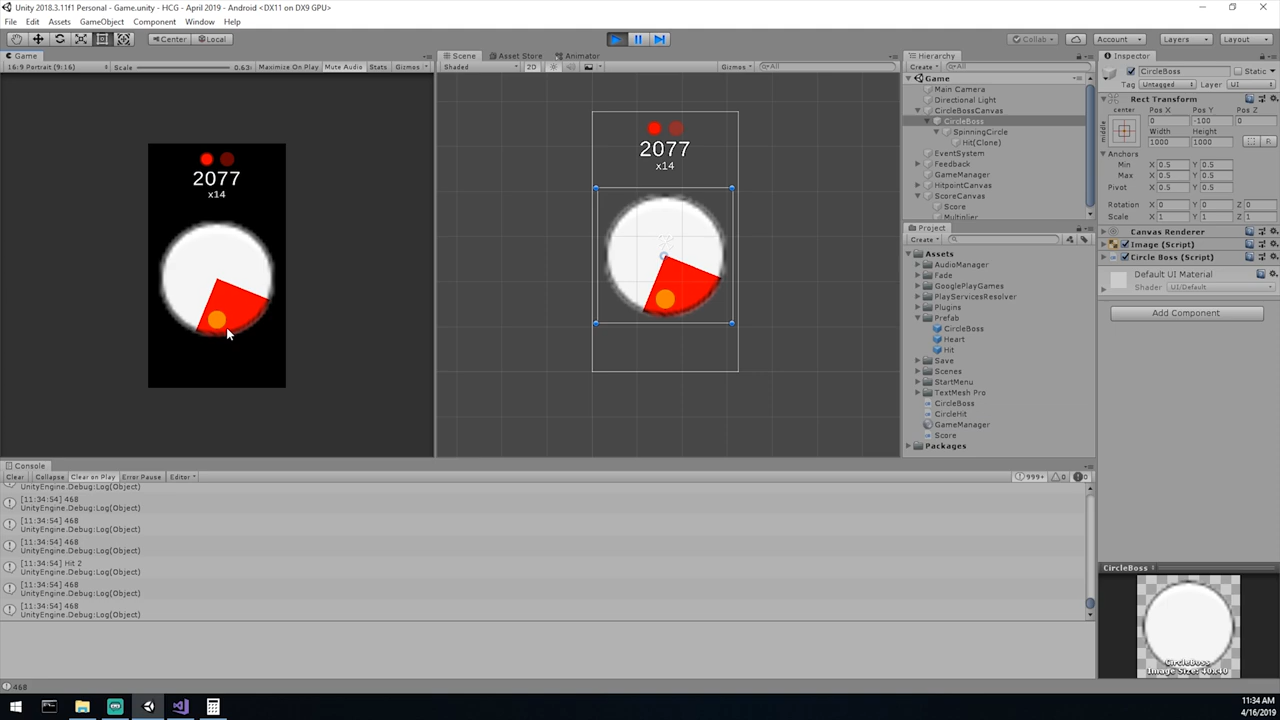 Unity 2018.3.11f1 Personal - Game.unity - HCG - April 2019 - Android <DX11 on DX9 GPU>
File Edit Assets GameObject Component Window Help
Center Local Collab Account Layers Layout
Game
16:9 Portrait (9:16) Scale 0.63 Maximize On Play Mute Audio Stats Gizmos
2077
x14
Scene Asset Store Animator
Shaded 2D Gizmos All
2077
x14
Hierarchy
Create All
Game
Main Camera
Directional Light
CircleBossCanvas
CircleBoss
SpinningCircle
Hit(Clone)
EventSystem
Feedback
GameManager
HitpointCanvas
ScoreCanvas
Score
Multiplier
Project
Create
Assets
AudioManager
Fade
GooglePlayGames
PlayServicesResolver
Plugins
Prefab
CircleBoss
Heart
Hit
Save
Scenes
StartMenu
TextMesh Pro
CircleBoss
CircleHit
GameManager
Score
Packages
Inspector
CircleBoss Static
Tag Untagged Layer UI
Rect Transform
center Pos X Pos Y Pos Z
middle 0 -100 0
Width Height
1000 1000 R
Anchors
Min X 0.5 Y 0.5
Max X 0.5 Y 0.5
Pivot X 0.5 Y 0.5
Rotation X 0 Y 0 Z 0
Scale X 1 Y 1 Z 1
Canvas Renderer
Image (Script)
Circle Boss (Script)
Default UI Material
Shader UI/Default
Add Component
CircleBoss
CircleBoss
Image Size: 40x40
Console
Clear Collapse Clear on Play Error Pause Editor 999+ 0 0
UnityEngine.Debug:Log(Object)
[11:34:54] 468
UnityEngine.Debug:Log(Object)
[11:34:54] 468
UnityEngine.Debug:Log(Object)
[11:34:54] 468
UnityEngine.Debug:Log(Object)
[11:34:54] Hit 2
UnityEngine.Debug:Log(Object)
[11:34:54] 468
UnityEngine.Debug:Log(Object)
[11:34:54] 468
UnityEngine.Debug:Log(Object)
468
11:34 AM
4/16/2019